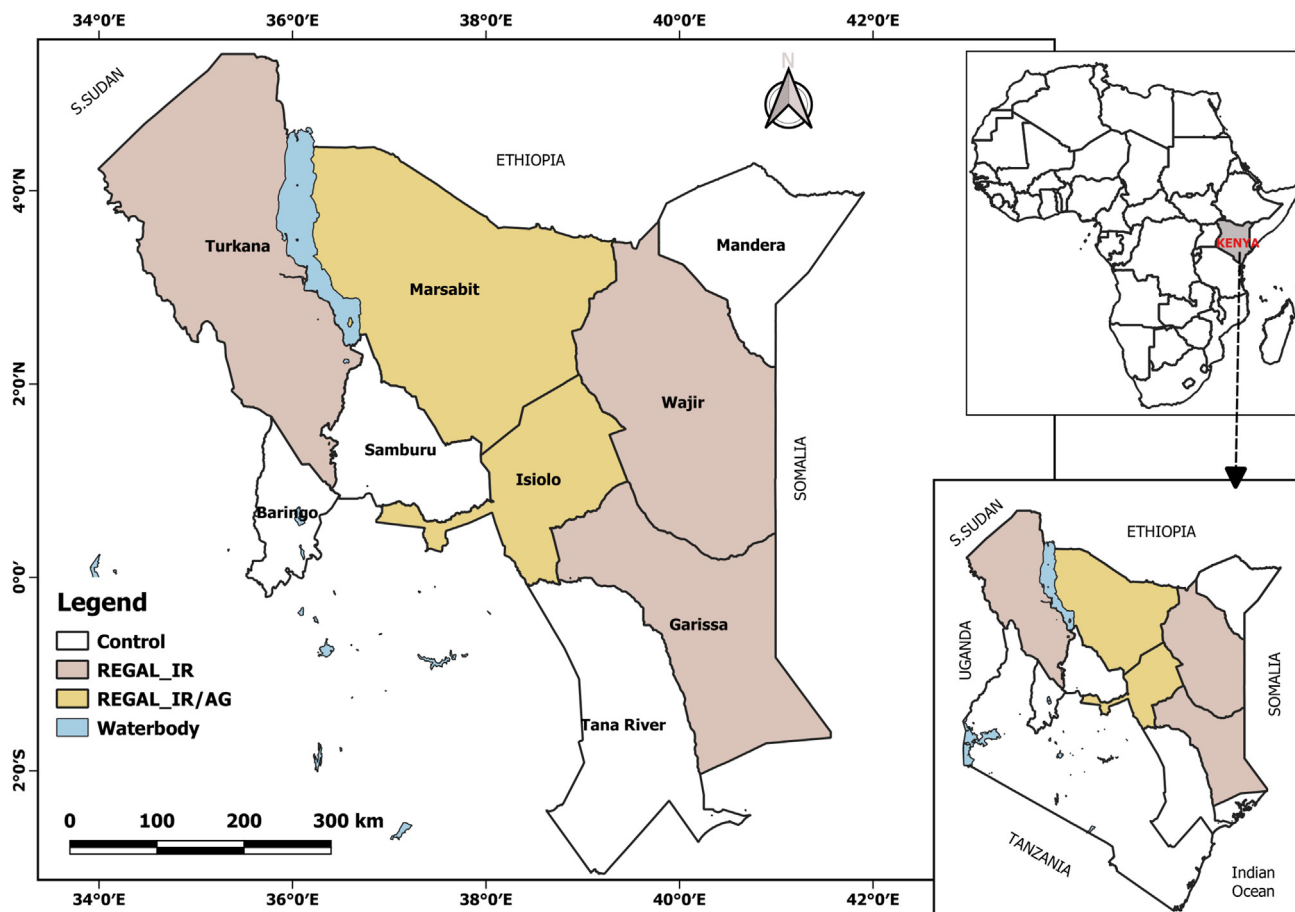 34°0′E 36°0′E 38°0′E 40°0′E 42°0′E
S.SUDAN
N
ETHIOPIA
4°0′N
Turkana
Mandera
KENYA
Marsabit
2°0′N
Wajir
Samburu
Isiolo
SOMALIA
Baringo
0°0′
Garissa
Tana River
2°0′S
Legend
Control
REGAL_IR
REGAL_IR/AG
Waterbody
0 100 200 300 km
34°0′E 36°0′E 38°0′E 40°0′E 42°0′E
S.SUDAN
ETHIOPIA
UGANDA
SOMALIA
TANZANIA
Indian
Ocean